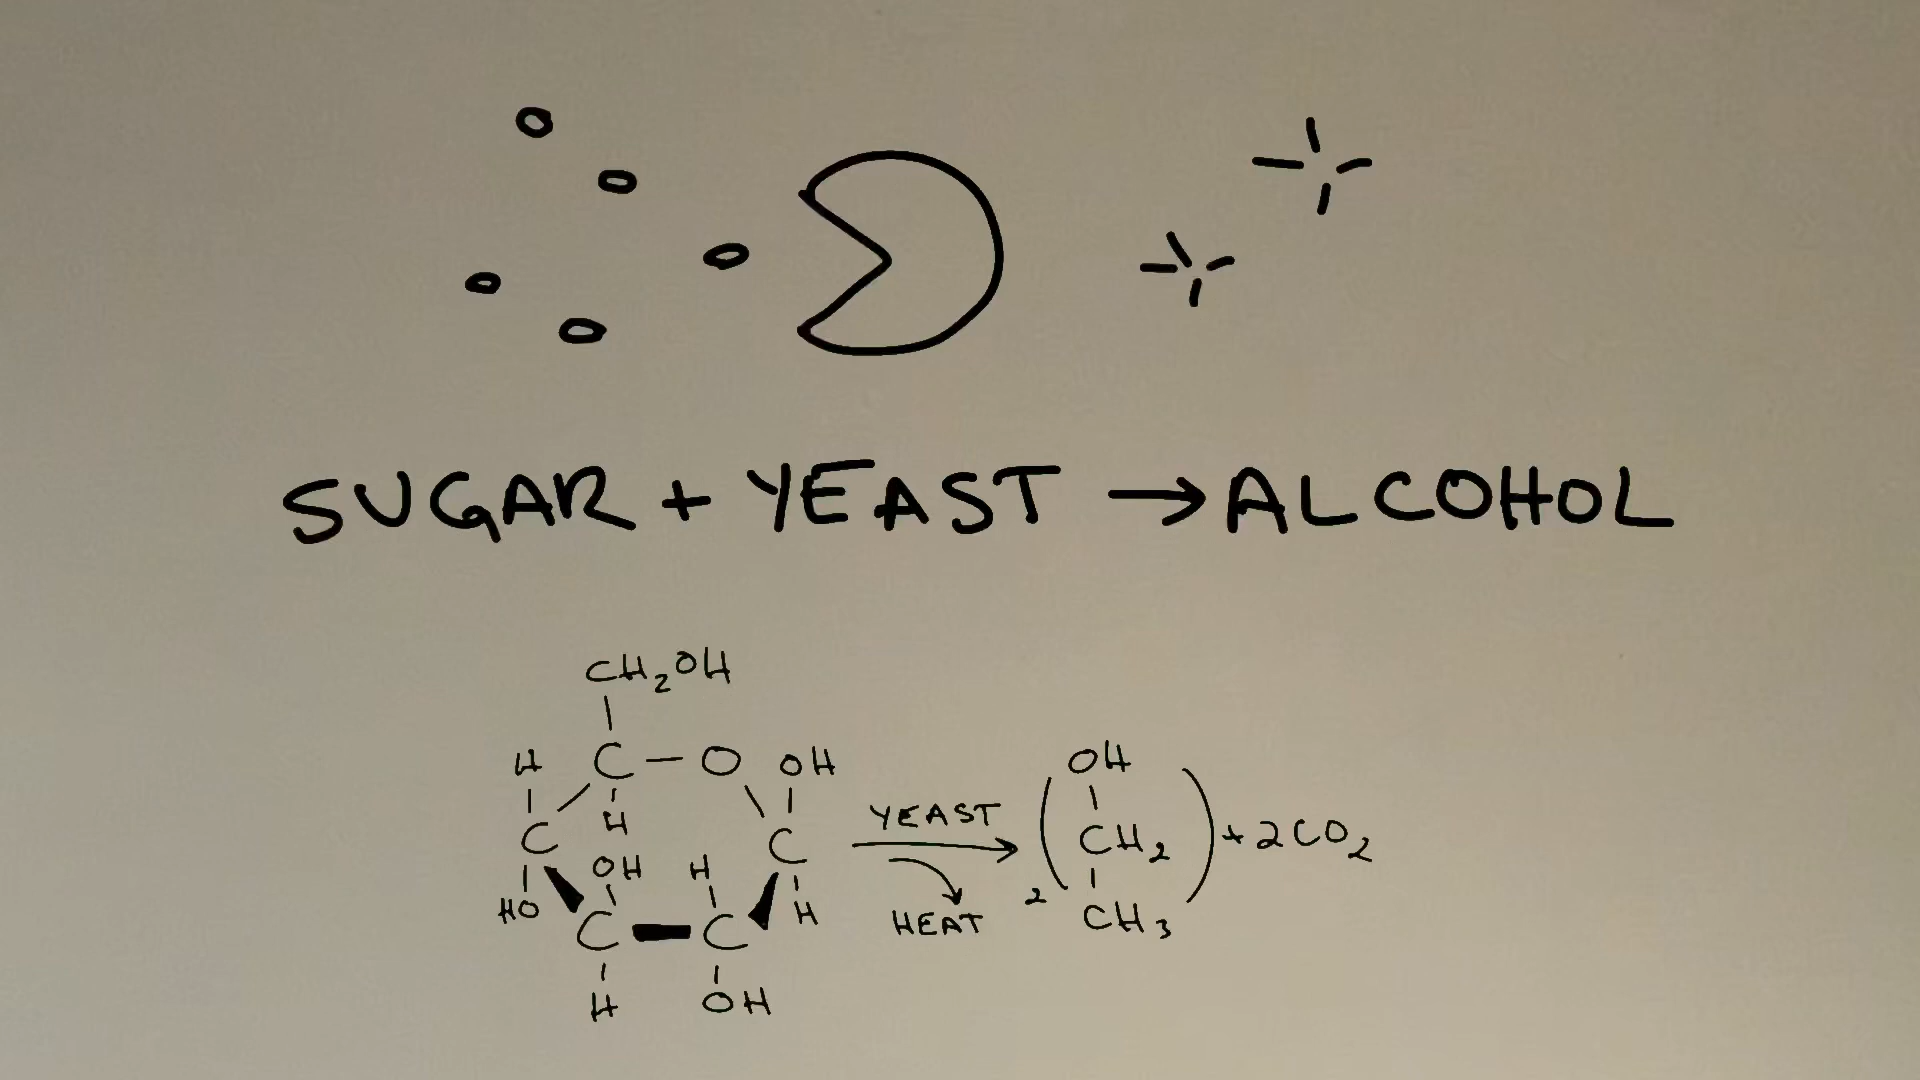 SUGAR + YEAST → ALCOHOL
CH2OH
H C — O OH
C H C
HO OH H H
C C
H OH
YEAST
HEAT
2 ( OH
CH2
CH3 ) + 2CO2